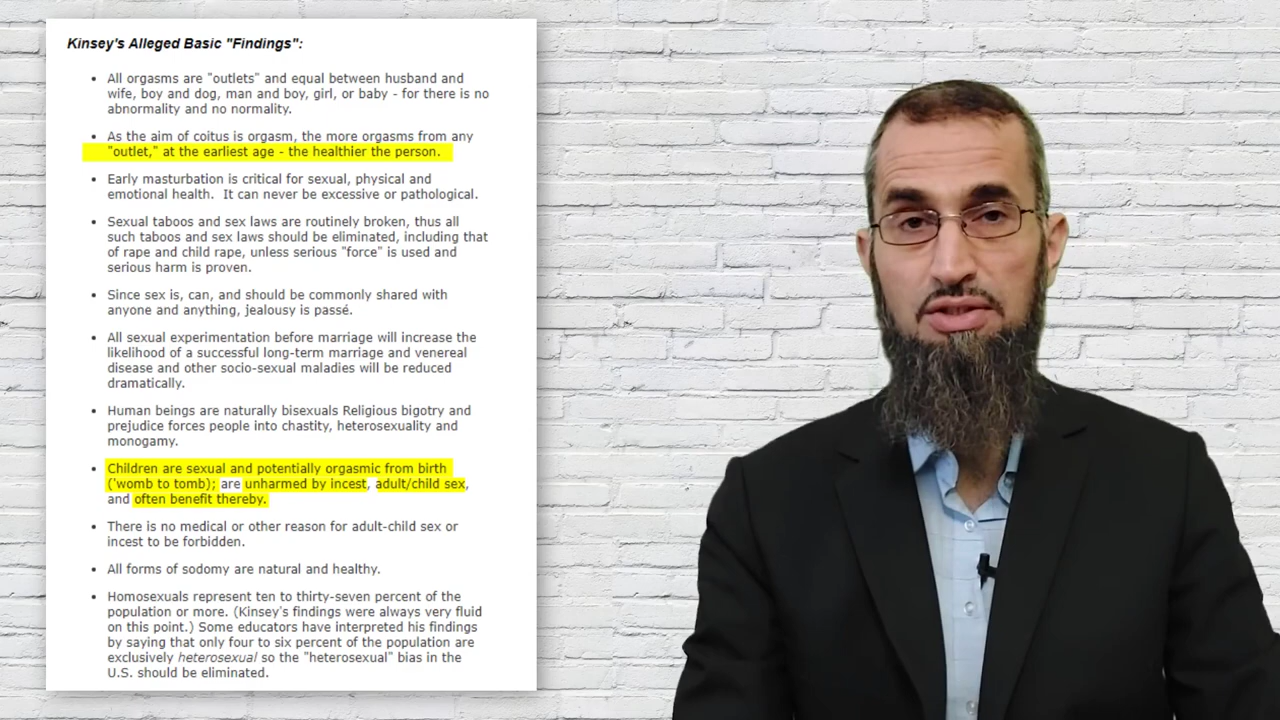 Kinsey's Alleged Basic "Findings":
All orgasms are "outlets" and equal between husband and
wife, boy and dog, man and boy, girl, or baby - for there is no
abnormality and no normality.
As the aim of coitus is orgasm, the more orgasms from any
"outlet," at the earliest age - the healthier the person.
Early masturbation is critical for sexual, physical and
emotional health. It can never be excessive or pathological.
Sexual taboos and sex laws are routinely broken, thus all
such taboos and sex laws should be eliminated, including that
of rape and child rape, unless serious "force" is used and
serious harm is proven.
Since sex is, can, and should be commonly shared with
anyone and anything, jealousy is passé.
All sexual experimentation before marriage will increase the
likelihood of a successful long-term marriage and venereal
disease and other socio-sexual maladies will be reduced
dramatically.
Human beings are naturally bisexuals Religious bigotry and
prejudice forces people into chastity, heterosexuality and
monogamy.
Children are sexual and potentially orgasmic from birth
('womb to tomb); are unharmed by incest, adult/child sex,
and often benefit thereby.
There is no medical or other reason for adult-child sex or
incest to be forbidden.
All forms of sodomy are natural and healthy.
Homosexuals represent ten to thirty-seven percent of the
population or more. (Kinsey's findings were always very fluid
on this point.) Some educators have interpreted his findings
by saying that only four to six percent of the population are
exclusively heterosexual so the "heterosexual" bias in the
U.S. should be eliminated.